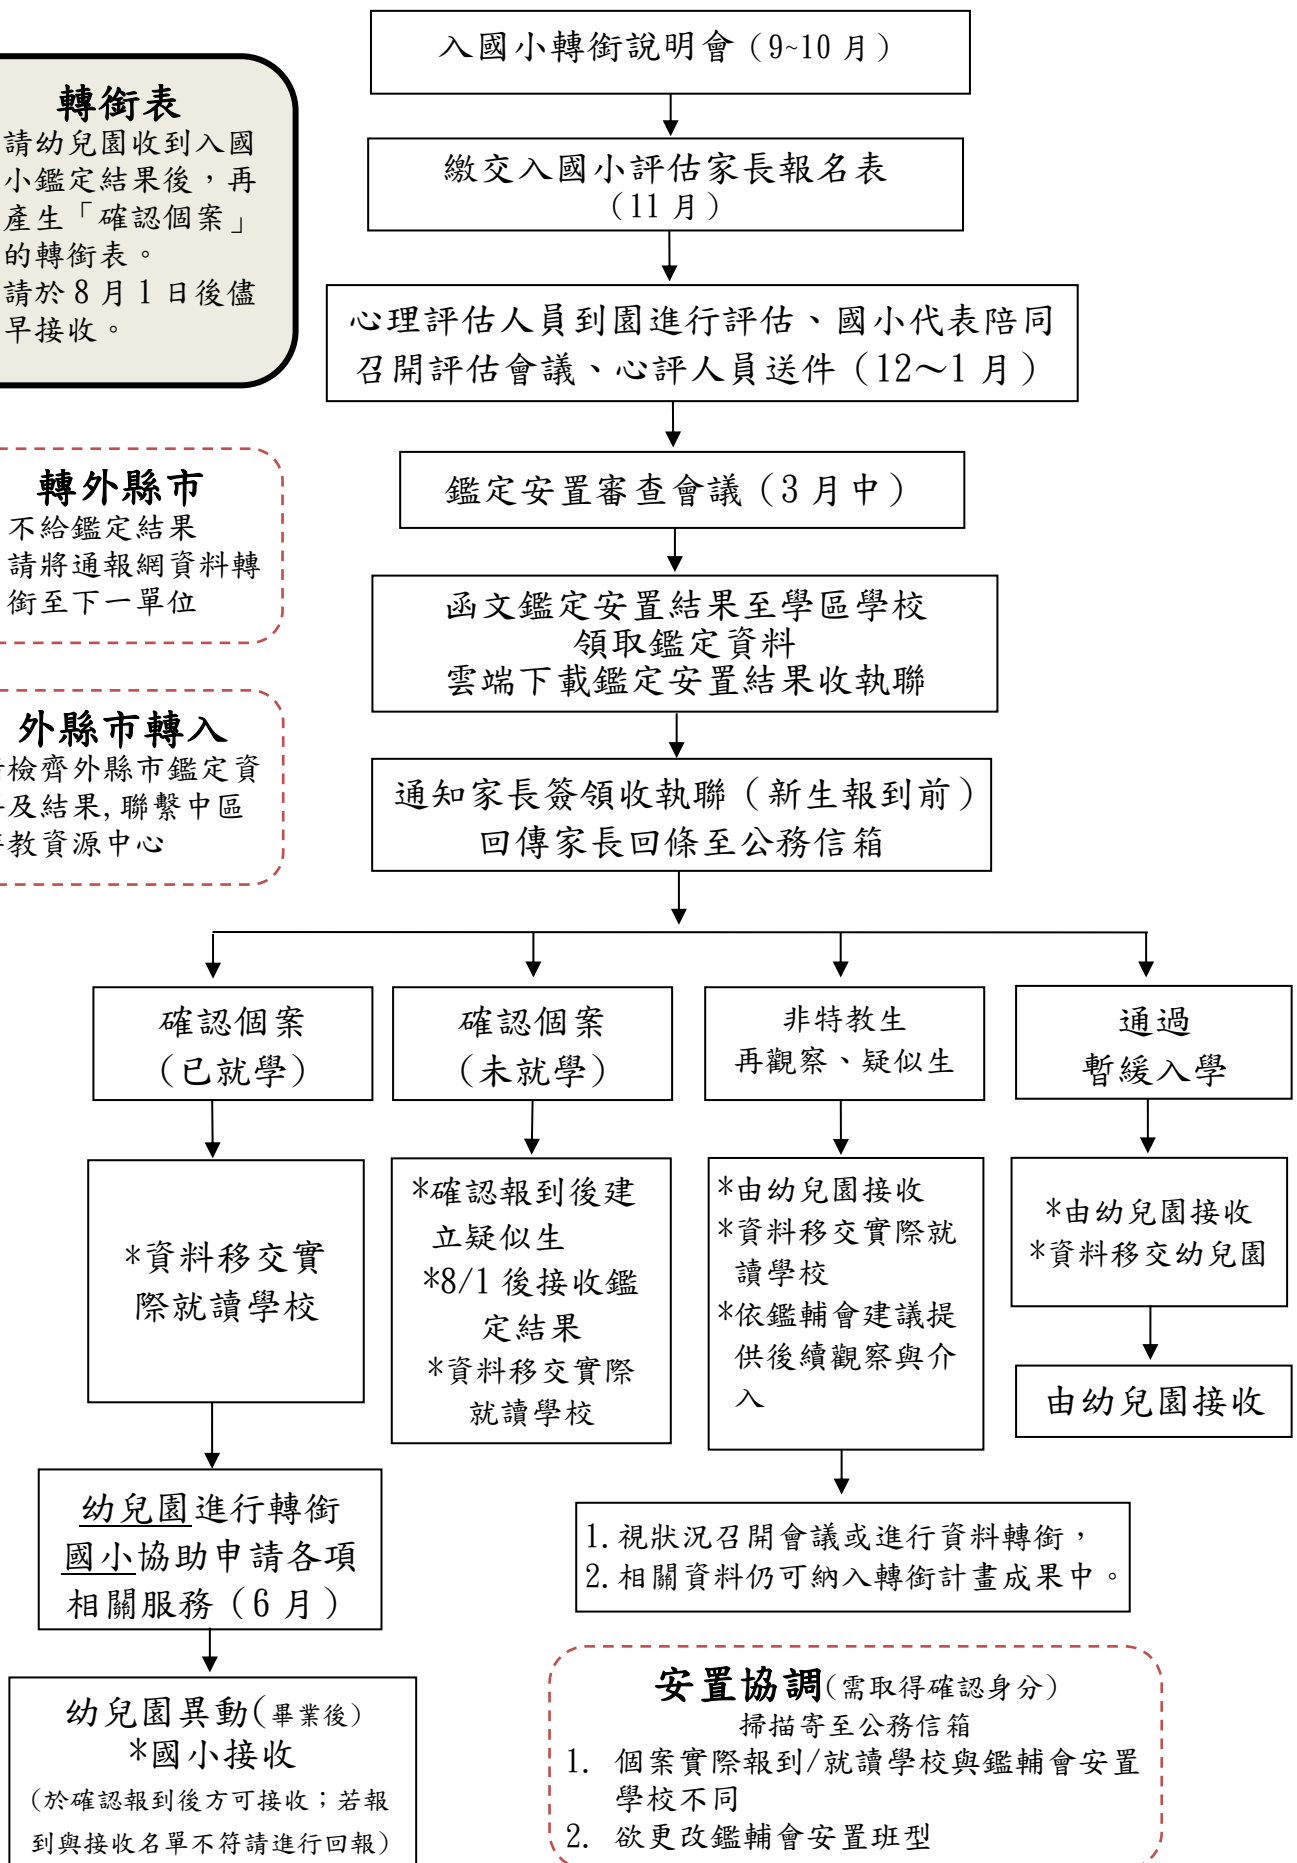 入國小轉銜說明會（9~10 月）
轉銜表
請幼兒園收到入國
小鑑定結果後，再
產生「確認個案」
的轉銜表。
請於 8 月 1 日後儘
早接收。
繳交入國小評估家長報名表
（11 月）
心理評估人員到園進行評估、國小代表陪同
召開評估會議、心評人員送件（12～1 月）
轉外縣市
不給鑑定結果
請將通報網資料轉
銜至下一單位
鑑定安置審查會議（3 月中）
函文鑑定安置結果至學區學校
領取鑑定資料
雲端下載鑑定安置結果收執聯
外縣市轉入
檢齊外縣市鑑定資
及結果,聯繫中區
教資源中心
通知家長簽領收執聯（新生報到前）
回傳家長回條至公務信箱
確認個案
（已就學）
確認個案
（未就學）
非特教生
再觀察、疑似生
通過
暫緩入學
*資料移交實
際就讀學校
*確認報到後建
立疑似生
*8/1 後接收鑑
定結果
*資料移交實際
就讀學校
*由幼兒園接收
*資料移交實際就
讀學校
*依鑑輔會建議提
供後續觀察與介
入
*由幼兒園接收
*資料移交幼兒園
由幼兒園接收
幼兒園進行轉銜
國小協助申請各項
相關服務（6 月）
1.視狀況召開會議或進行資料轉銜，
2.相關資料仍可納入轉銜計畫成果中。
幼兒園異動(畢業後）
*國小接收
（於確認報到後方可接收；若報
到與接收名單不符請進行回報）
安置協調(需取得確認身分）
掃描寄至公務信箱
1. 個案實際報到/就讀學校與鑑輔會安置
學校不同
2. 欲更改鑑輔會安置班型